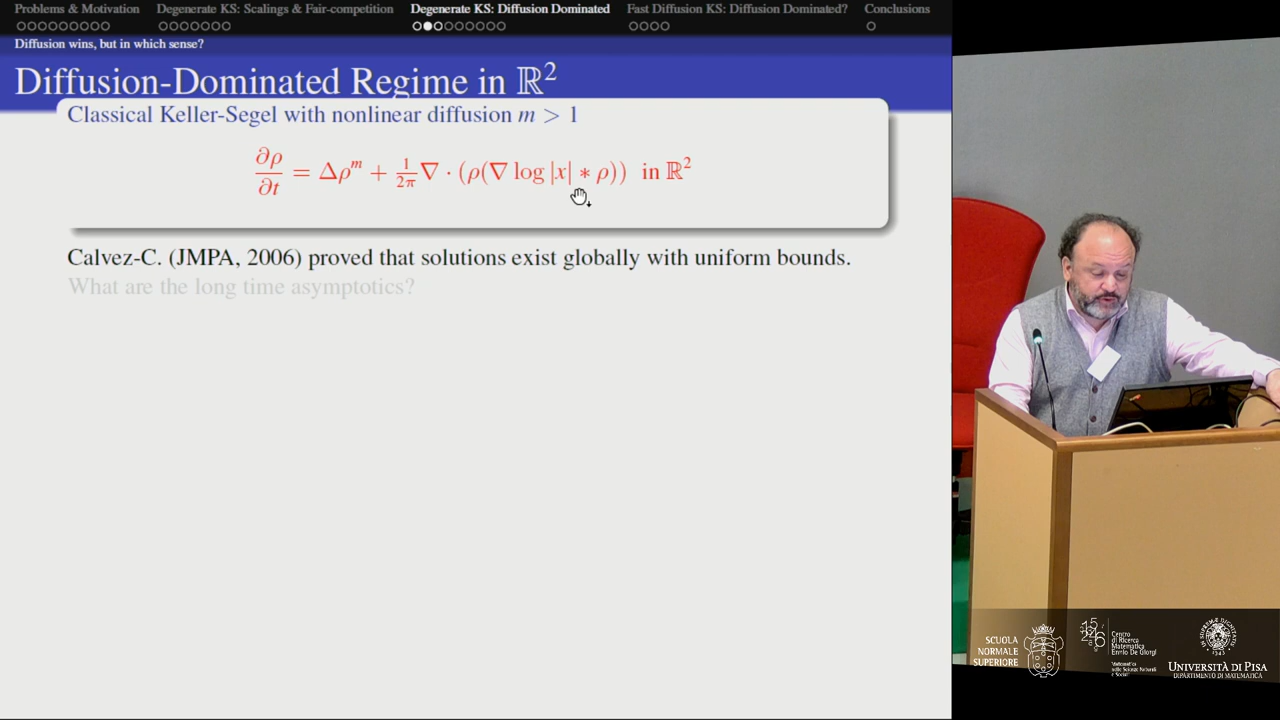 Problems & Motivation Degenerate KS: Scalings & Fair-competition Degenerate KS: Diffusion Dominated Fast Diffusion KS: Diffusion Dominated? Conclusions
Diffusion wins, but in which sense?
Diffusion-Dominated Regime in ℝ²
Classical Keller-Segel with nonlinear diffusion m > 1
∂ρ/∂t = Δρᵐ + 1/2π ∇ · (ρ(∇ log |x| ∗ ρ)) in ℝ²
Calvez-C. (JMPA, 2006) proved that solutions exist globally with uniform bounds.
What are the long time asymptotics?
SCUOLA
NORMALE
SUPERIORE
Centro
di Ricerca
Matematica
Ennio De Giorgi
UNIVERSITÀ DI PISA
DIPARTIMENTO DI MATEMATICA